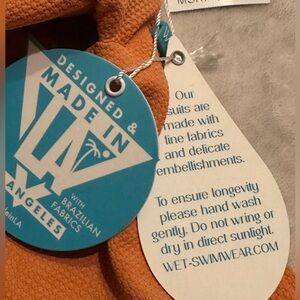 DESIGNED &
MADE IN
LA
ANGELES
WITH
BRAZILIAN
FABRICS
Our
suits are
made with
fine fabrics
and delicate
embellishments.
To ensure longevity
please hand wash
gently. Do not wring or
dry in direct sunlight.
WET-SWIMWEAR.COM